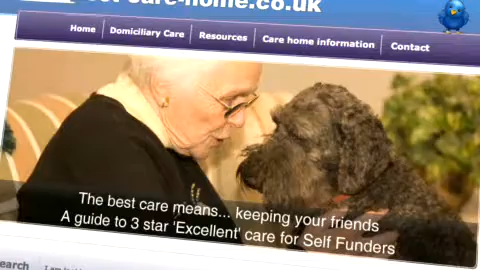 care-home.co.uk
Home Domiciliary Care Resources Care home information Contact
The best care means... keeping your friends
A guide to 3 star 'Excellent' care for Self Funders